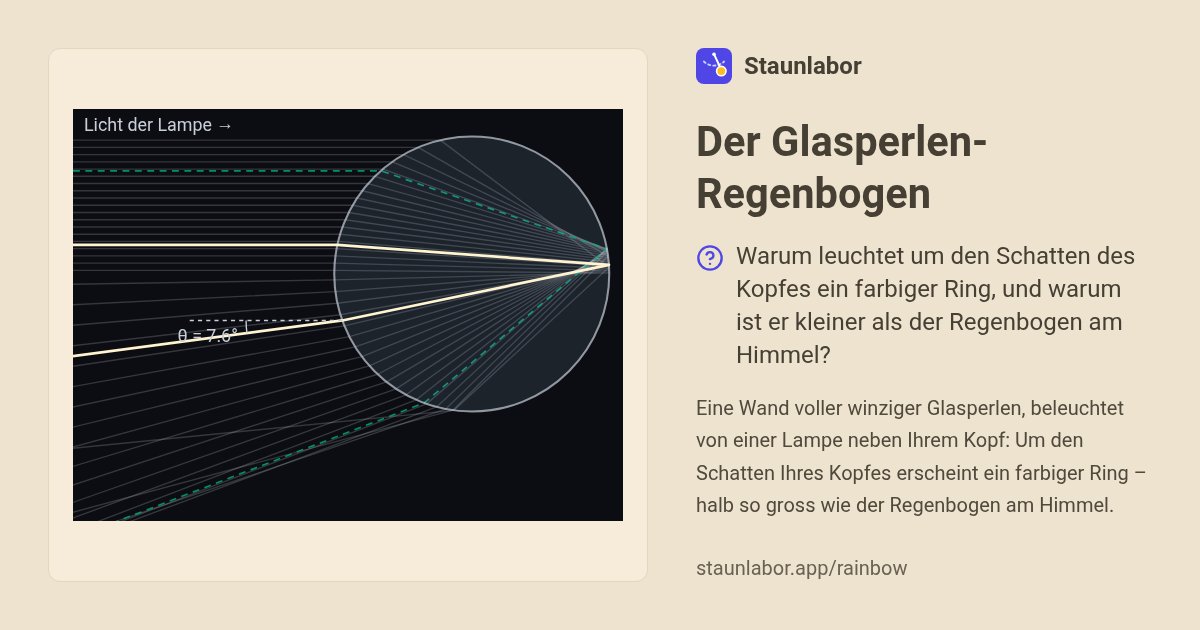 Licht der Lampe →
θ = 7.6°
Staunlabor
Der Glasperlen-
Regenbogen
Warum leuchtet um den Schatten des
Kopfes ein farbiger Ring, und warum
ist er kleiner als der Regenbogen am
Himmel?
Eine Wand voller winziger Glasperlen, beleuchtet
von einer Lampe neben Ihrem Kopf: Um den
Schatten Ihres Kopfes erscheint ein farbiger Ring –
halb so gross wie der Regenbogen am Himmel.
staunlabor.app/rainbow